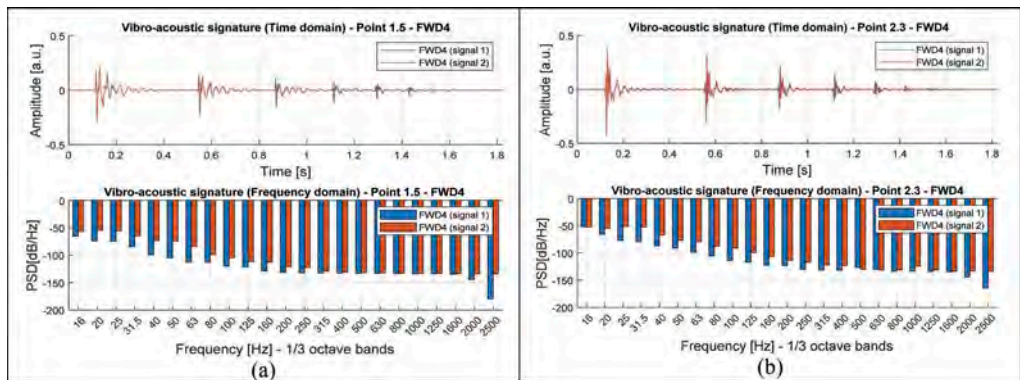 Vibro-acoustic signature (Time domain) - Point 1.5 - FWD4
FWD4 (signal 1)
FWD4 (signal 2)
Amplitude [a.u.]
0.5
0
-0.5
0 0.2 0.4 0.6 0.8 1 1.2 1.4 1.6 1.8
Time [s]
Vibro-acoustic signature (Frequency domain) - Point 1.5 - FWD4
FWD4 (signal 1)
FWD4 (signal 2)
PSD[dB/Hz]
0
-50
-100
-150
-200
16 20 25 31.5 40 50 63 80 100 125 160 200 250 315 400 500 630 800 1000 1250 1600 2000 2500
Frequency [Hz] - 1/3 octave bands
(a)
Vibro-acoustic signature (Time domain) - Point 2.3 - FWD4
FWD4 (signal 1)
FWD4 (signal 2)
Amplitude [a.u.]
0.5
0
-0.5
0 0.2 0.4 0.6 0.8 1 1.2 1.4 1.6 1.8
Time [s]
Vibro-acoustic signature (Frequency domain) - Point 2.3 - FWD4
FWD4 (signal 1)
FWD4 (signal 2)
PSD[dB/Hz]
0
-50
-100
-150
-200
16 20 25 31.5 40 50 63 80 100 125 160 200 250 315 400 500 630 800 1000 1250 1600 2000 2500
Frequency [Hz] - 1/3 octave bands
(b)